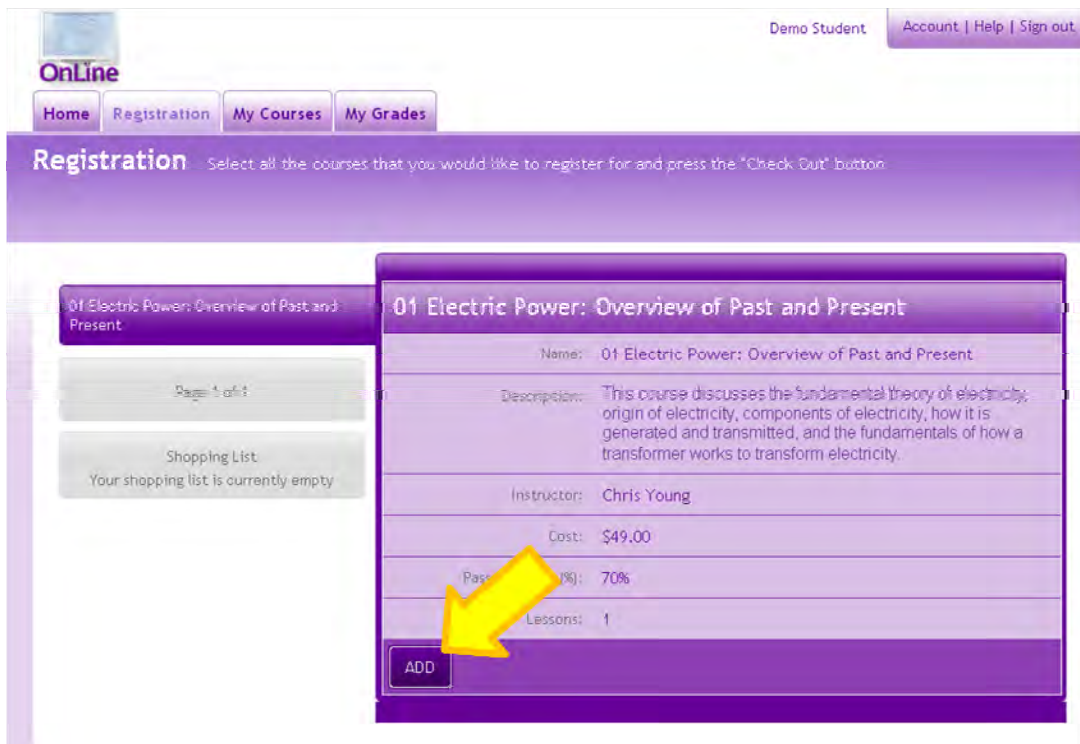 Demo Student
Account | Help | Sign out
OnLine
Home
Registration
My Courses
My Grades
Registration
Select all the courses that you would like to register for and press the "Check Out" button
01 Electric Power: Overview of Past and
Present
Page 1 of 1
Shopping List
Your shopping list is currently empty
01 Electric Power: Overview of Past and Present
Name: 01 Electric Power: Overview of Past and Present
Description: This course discusses the fundamental theory of electricity,
origin of electricity, components of electricity, how it is
generated and transmitted, and the fundamentals of how a
transformer works to transform electricity.
Instructor: Chris Young
Cost: $49.00
(%): 70%
Lessons: 1
ADD